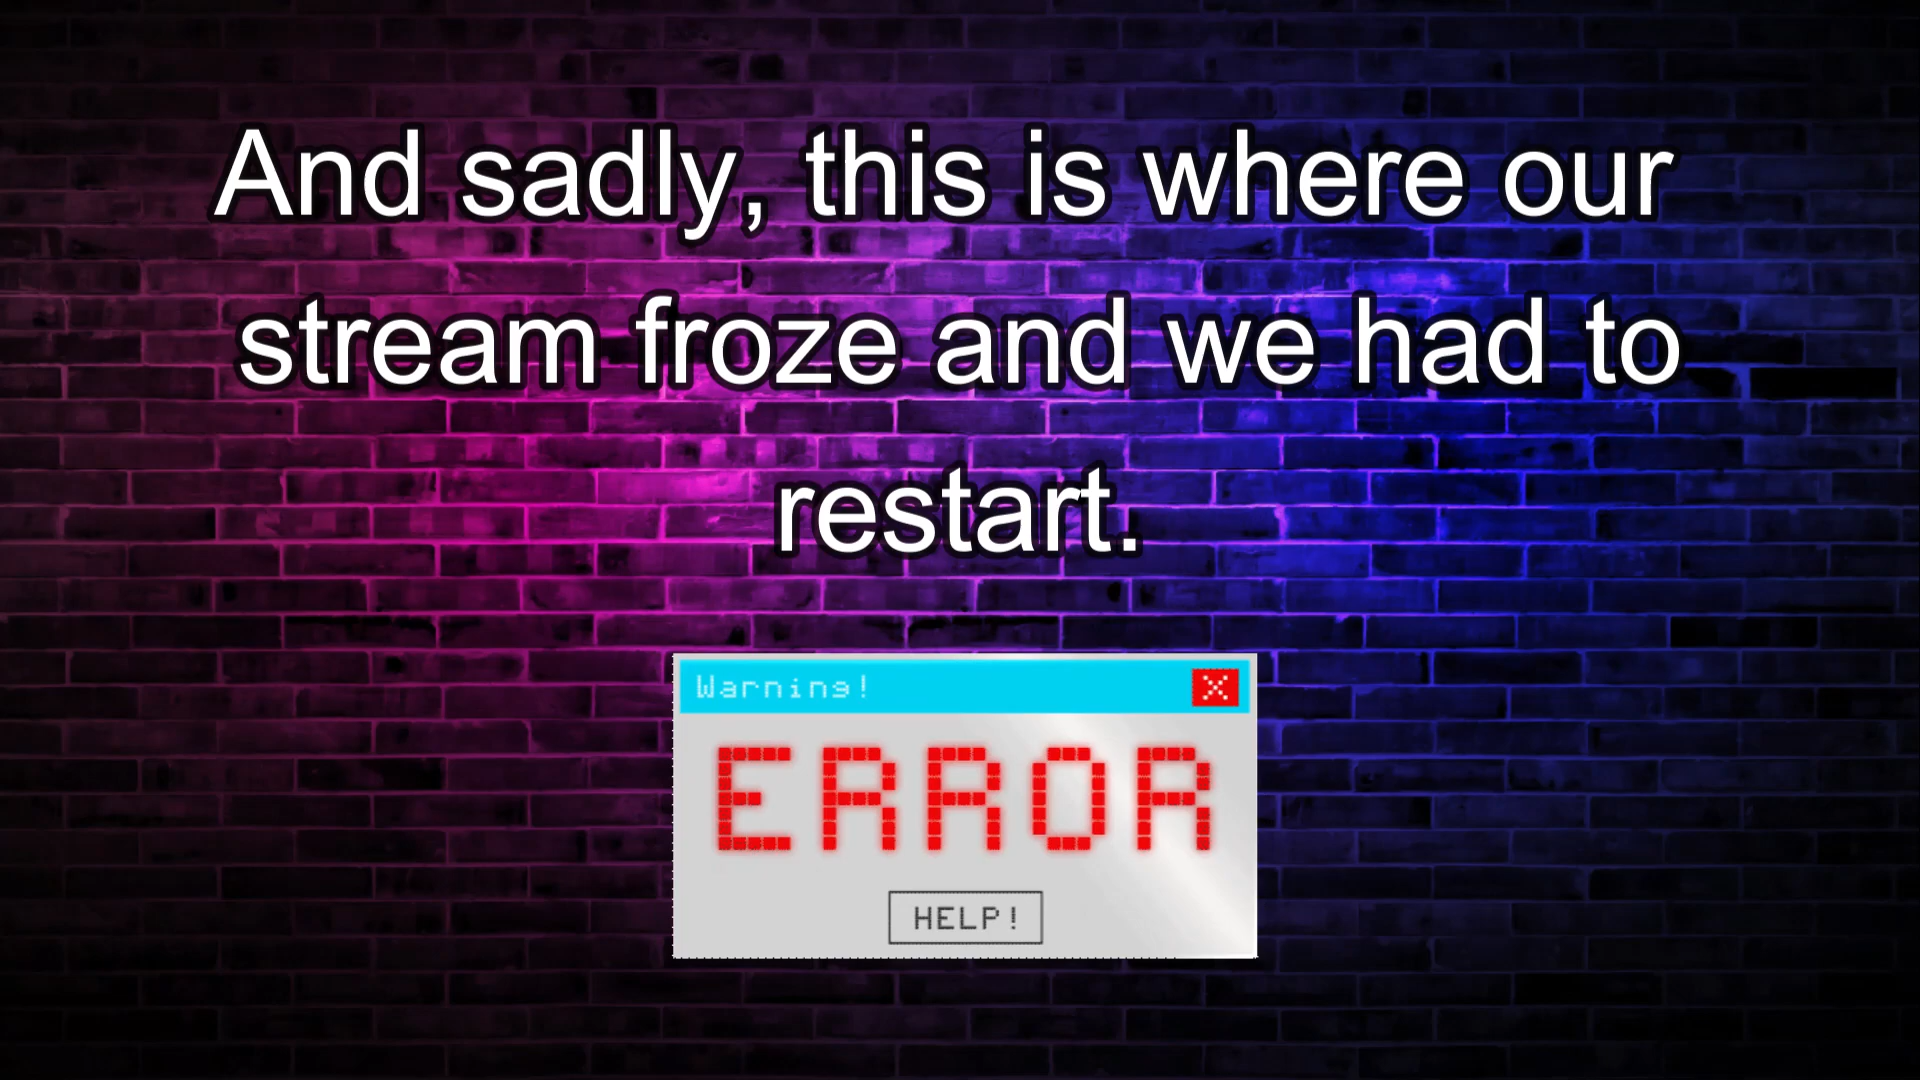 And sadly, this is where our
stream froze and we had to
restart.
Warning!
ERROR
HELP!